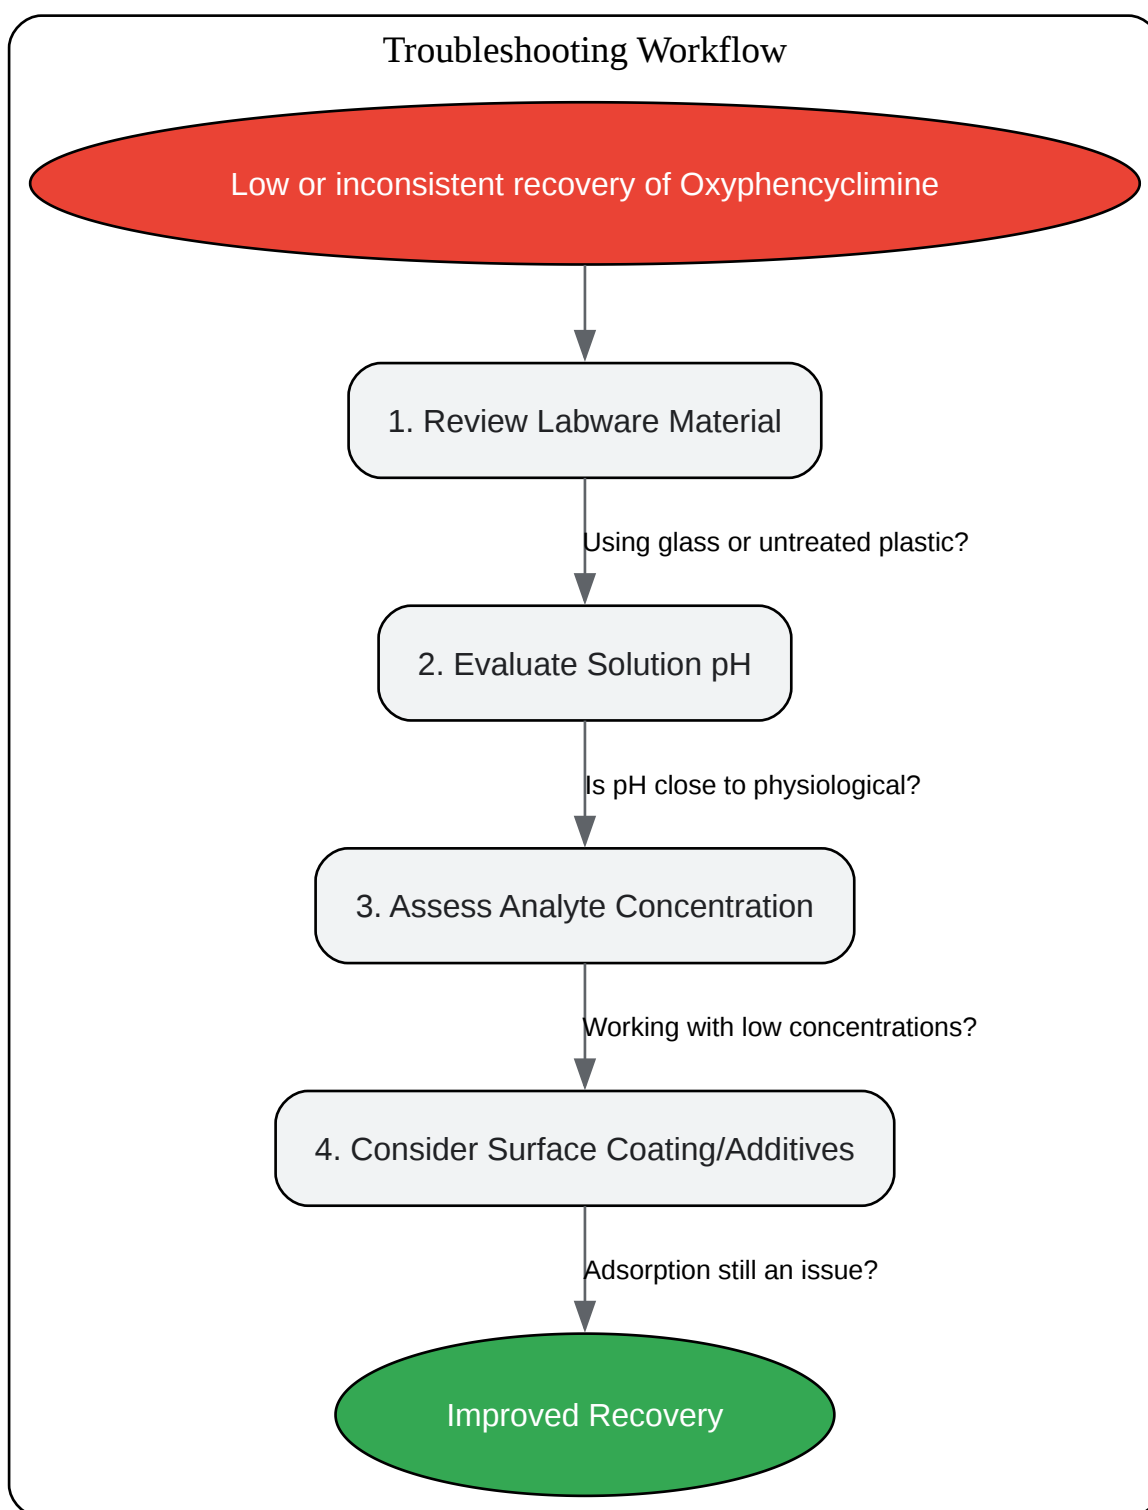 Troubleshooting Workflow
Low or inconsistent recovery of Oxyphencyclimine
1. Review Labware Material
Using glass or untreated plastic?
2. Evaluate Solution pH
Is pH close to physiological?
3. Assess Analyte Concentration
Working with low concentrations?
4. Consider Surface Coating/Additives
Adsorption still an issue?
Improved Recovery